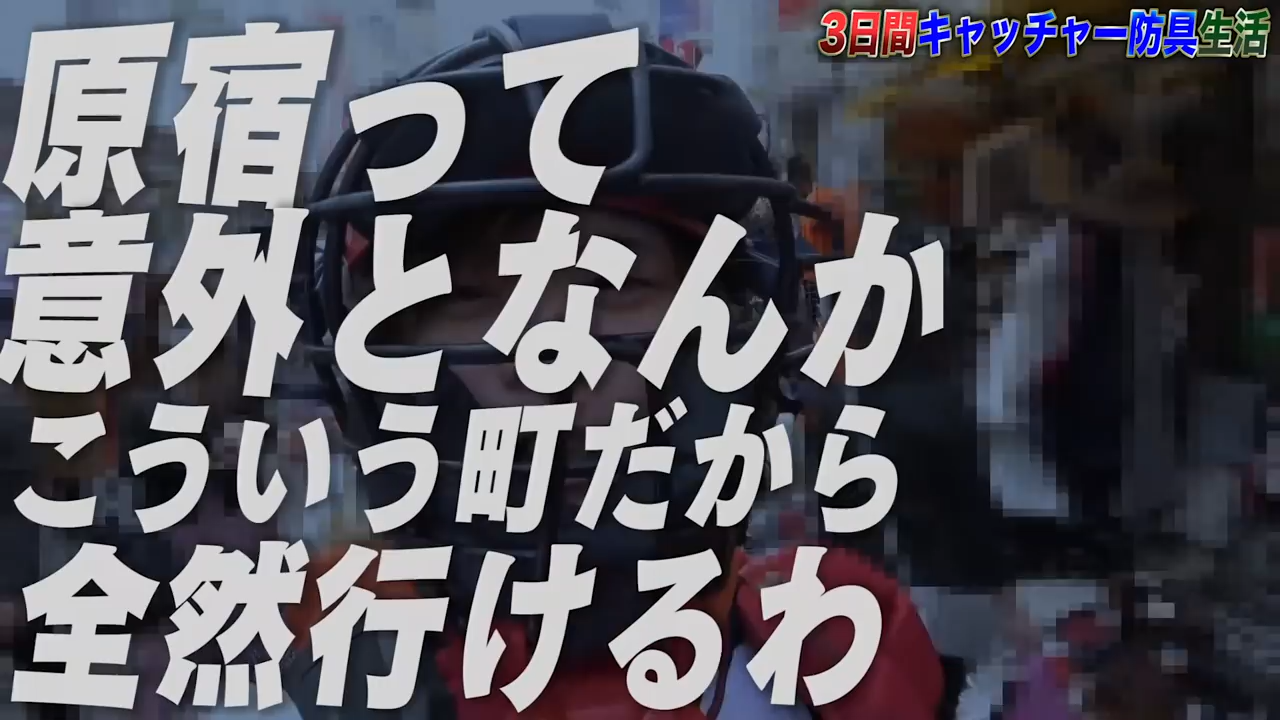 3日間キャッチャー防具生活
原宿って
意外となんか
こういう町だから
全然行けるわ